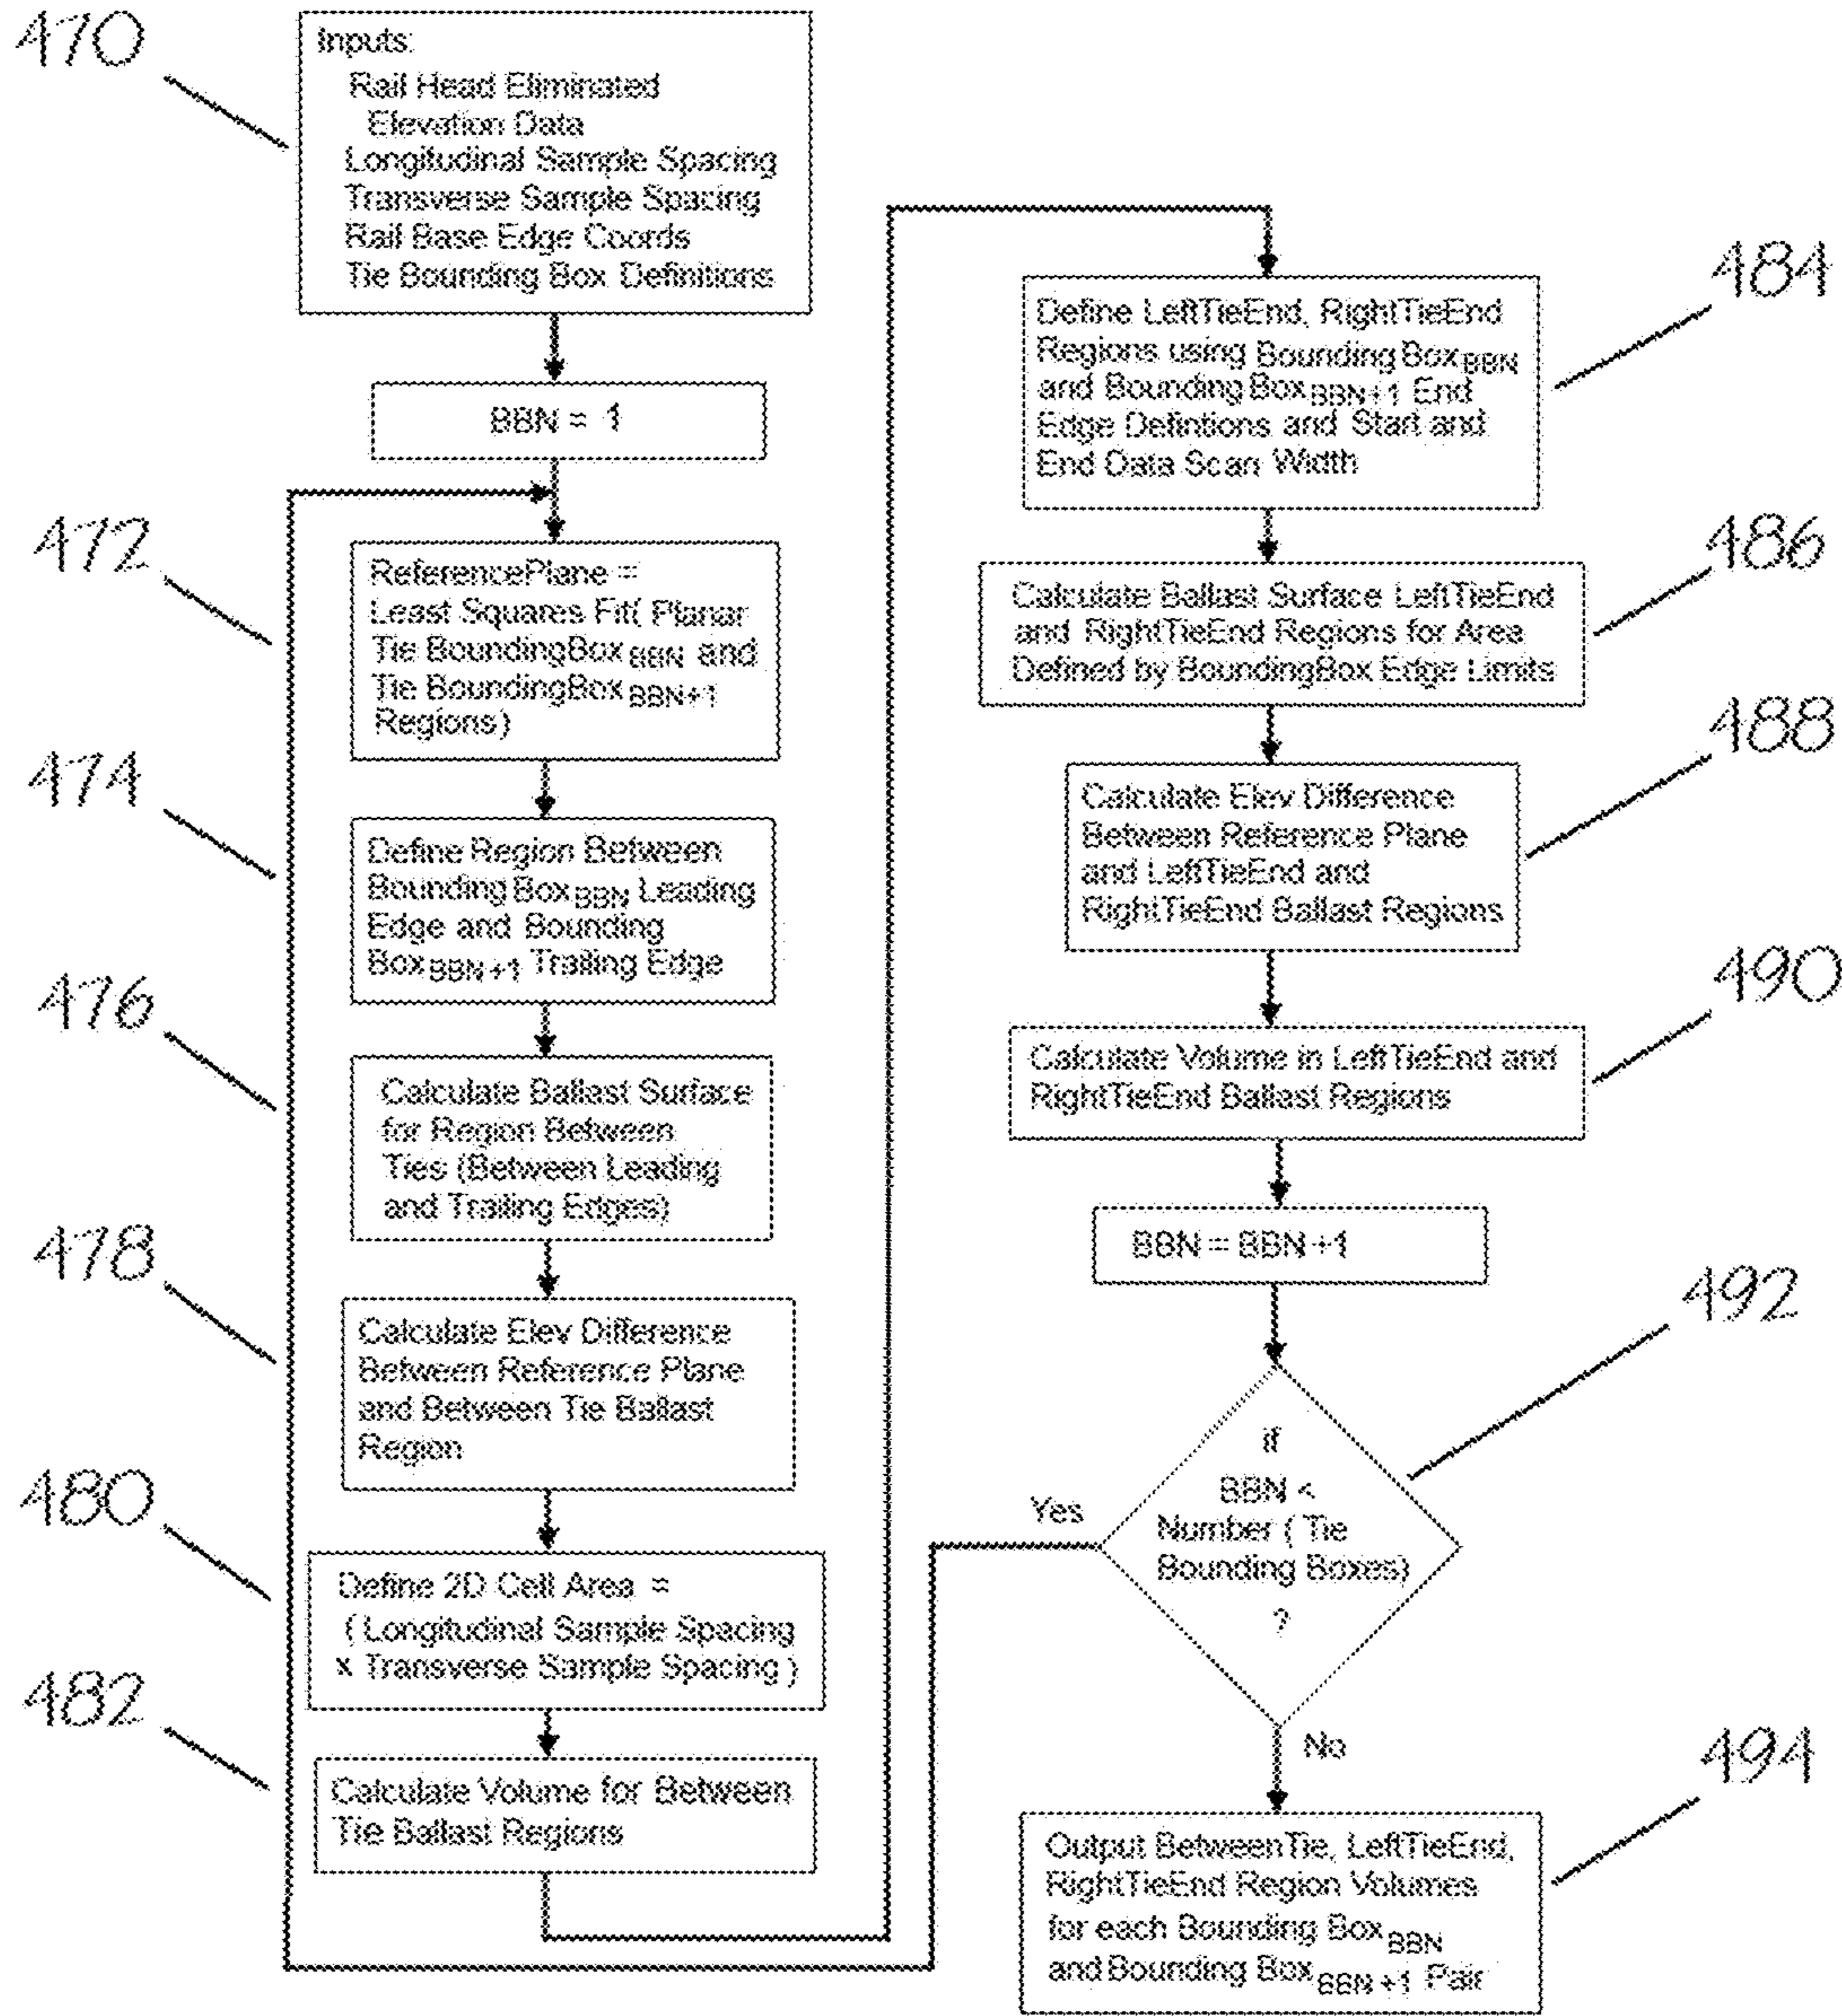 470
Inputs:
Rail Head Eliminated
Elevation Data
Longitudinal Sample Spacing
Transverse Sample Spacing
Rail Base Edge Coords
Tie Bounding Box Definitions
BBN = 1
472
ReferencePlane =
Least Squares Fit( Planar
Tie BoundingBox BBN and
Tie BoundingBox BBN+1
Regions)
474
Define Region Between
Bounding Box BBN Leading
Edge and Bounding
Box BBN+1 Trailing Edge
476
Calculate Ballast Surface
for Region Between
Ties (Between Leading
and Trailing Edges)
478
Calculate Elev Difference
Between Reference Plane
and Between Tie Ballast
Region
480
Define 2D Cell Area =
( Longitudinal Sample Spacing
x Transverse Sample Spacing )
482
Calculate Volume for Between
Tie Ballast Regions
484
Define LeftTieEnd, RightTieEnd
Regions using Bounding Box BBN
and Bounding Box BBN+1 End
Edge Defintions and Start and
End Data Scan Width
486
Calculate Ballast Surface LeftTieEnd
and RightTieEnd Regions for Area
Defined by BoundingBox Edge Limits
488
Calculate Elev Difference
Between Reference Plane
and LeftTieEnd and
RightTieEnd Ballast Regions
490
Calculate Volume in LeftTieEnd and
RightTieEnd Ballast Regions
BBN = BBN +1
492
if
BBN <
Number ( Tie
Bounding Boxes)
?
Yes
No
494
Output BetweenTie, LeftTieEnd,
RightTieEnd Region Volumes
for each Bounding Box BBN
and Bounding Box BBN +1 Pair